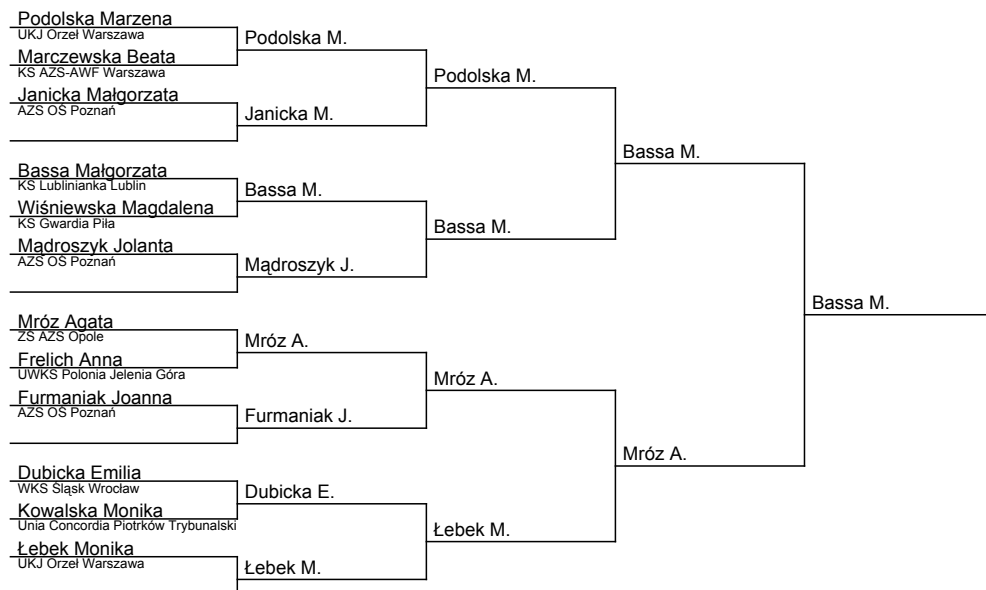 Podolska Marzena
UKJ Orzeł Warszawa
Podolska M.
Marczewska Beata
KS AZS-AWF Warszawa
Podolska M.
Janicka Małgorzata
AZS OŚ Poznań
Janicka M.
Bassa M.
Bassa Małgorzata
KS Lublinianka Lublin
Bassa M.
Wiśniewska Magdalena
KS Gwardia Piła
Bassa M.
Mądroszyk Jolanta
AZS OŚ Poznań
Mądroszyk J.
Bassa M.
Mróz Agata
ZS AZS Opole
Mróz A.
Frelich Anna
UWKS Polonia Jelenia Góra
Mróz A.
Furmaniak Joanna
AZS OŚ Poznań
Furmaniak J.
Mróz A.
Dubicka Emilia
WKS Śląsk Wrocław
Dubicka E.
Kowalska Monika
Unia Concordia Piotrków Trybunalski
Łebek M.
Łebek Monika
UKJ Orzeł Warszawa
Łebek M.